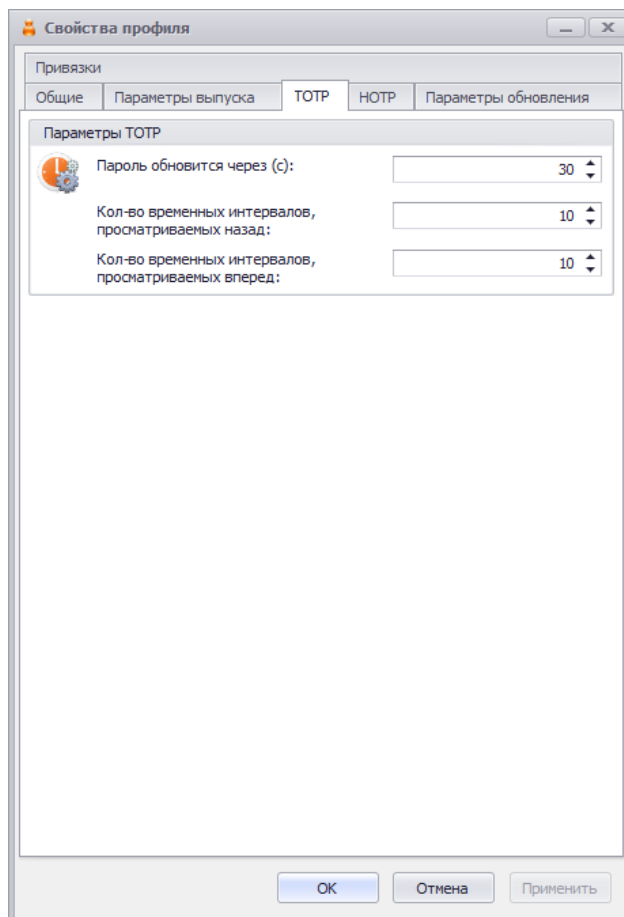 Свойства профиля
Привязки
Общие
Параметры выпуска
TOTP
HOTP
Параметры обновления
Параметры TOTP
Пароль обновится через (с):
30
Кол-во временных интервалов,
просматриваемых назад:
10
Кол-во временных интервалов,
просматриваемых вперед:
10
OK
Отмена
Применить